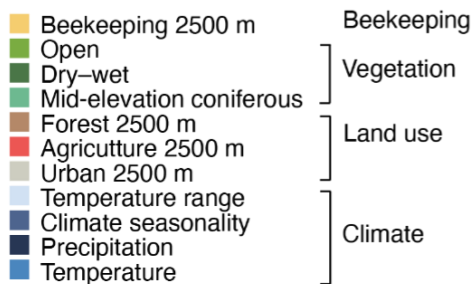 Beekeeping 2500 m
Beekeeping
Open
Dry–wet
Mid-elevation coniferous
Vegetation
Forest 2500 m
Agricutture 2500 m
Urban 2500 m
Land use
Temperature range
Climate seasonality
Precipitation
Temperature
Climate